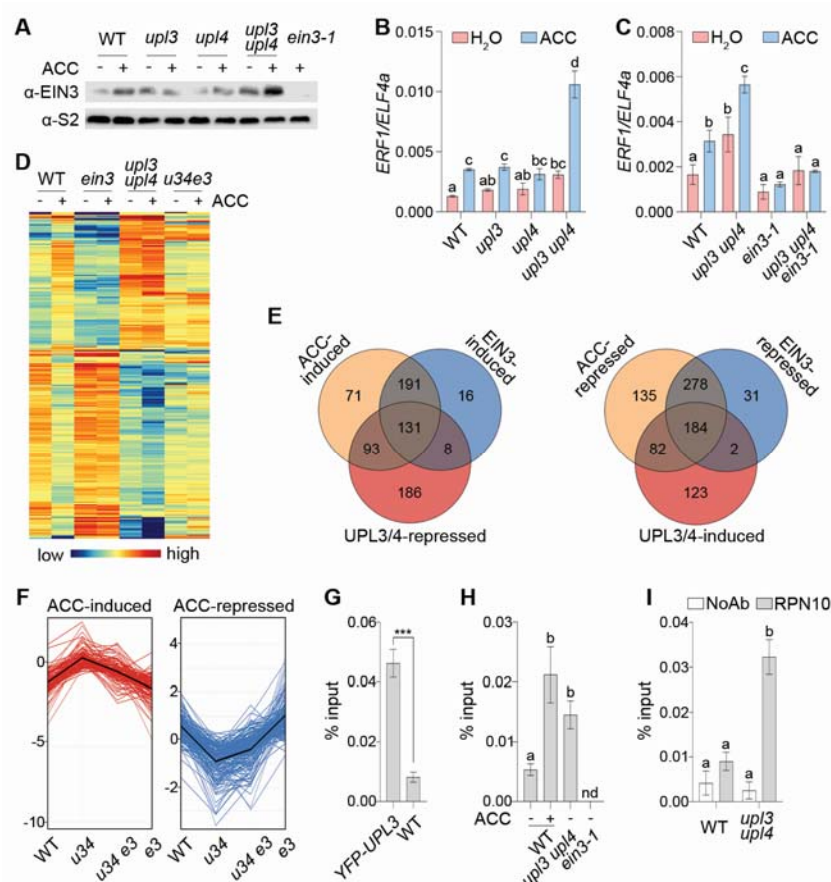 A
WT upl3 upl4 upl3 upl4 ein3-1
ACC - + - + - + - + +
α-EIN3
α-S2
B
H2O ACC
ERF1/ELF4a
0.015
0.010
0.005
0.000
a c ab c ab bc bc d
WT upl3 upl4 upl3 upl4
C
H2O ACC
ERF1/ELF4a
0.008
0.006
0.004
0.002
0.000
a b b c a a a a
WT upl3 upl4 ein3-1 upl3 upl4 ein3-1
D
WT ein3 upl3 upl4 u34e3
- + - + - + - + ACC
low high
E
ACC-induced
EIN3-induced
71 191 16
131
93 8
186
UPL3/4-repressed
ACC-repressed
EIN3-repressed
135 278 31
184
82 2
123
UPL3/4-induced
F
ACC-induced
0
-5
-10
WT u34 u34 e3 e3
ACC-repressed
4
2
0
-2
WT u34 u34 e3 e3
G
% input
0.06
0.04
0.02
0.00
***
YFP-UPL3 WT
H
% input
0.03
0.02
0.01
0.00
a b b nd
ACC - + - -
WT upl3 upl4 ein3-1
I
NoAb RPN10
% input
0.04
0.03
0.02
0.01
0.00
a a a b
WT upl3 upl4